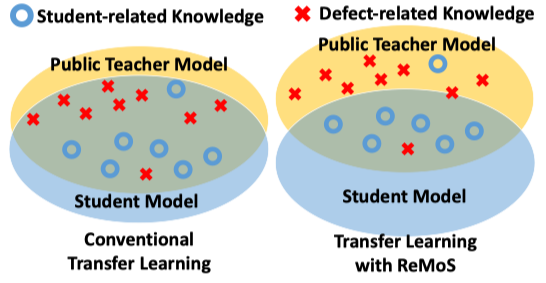 Student-related Knowledge
Defect-related Knowledge
Public Teacher Model
Student Model
Conventional
Transfer Learning
Public Teacher Model
Student Model
Transfer Learning
with ReMoS